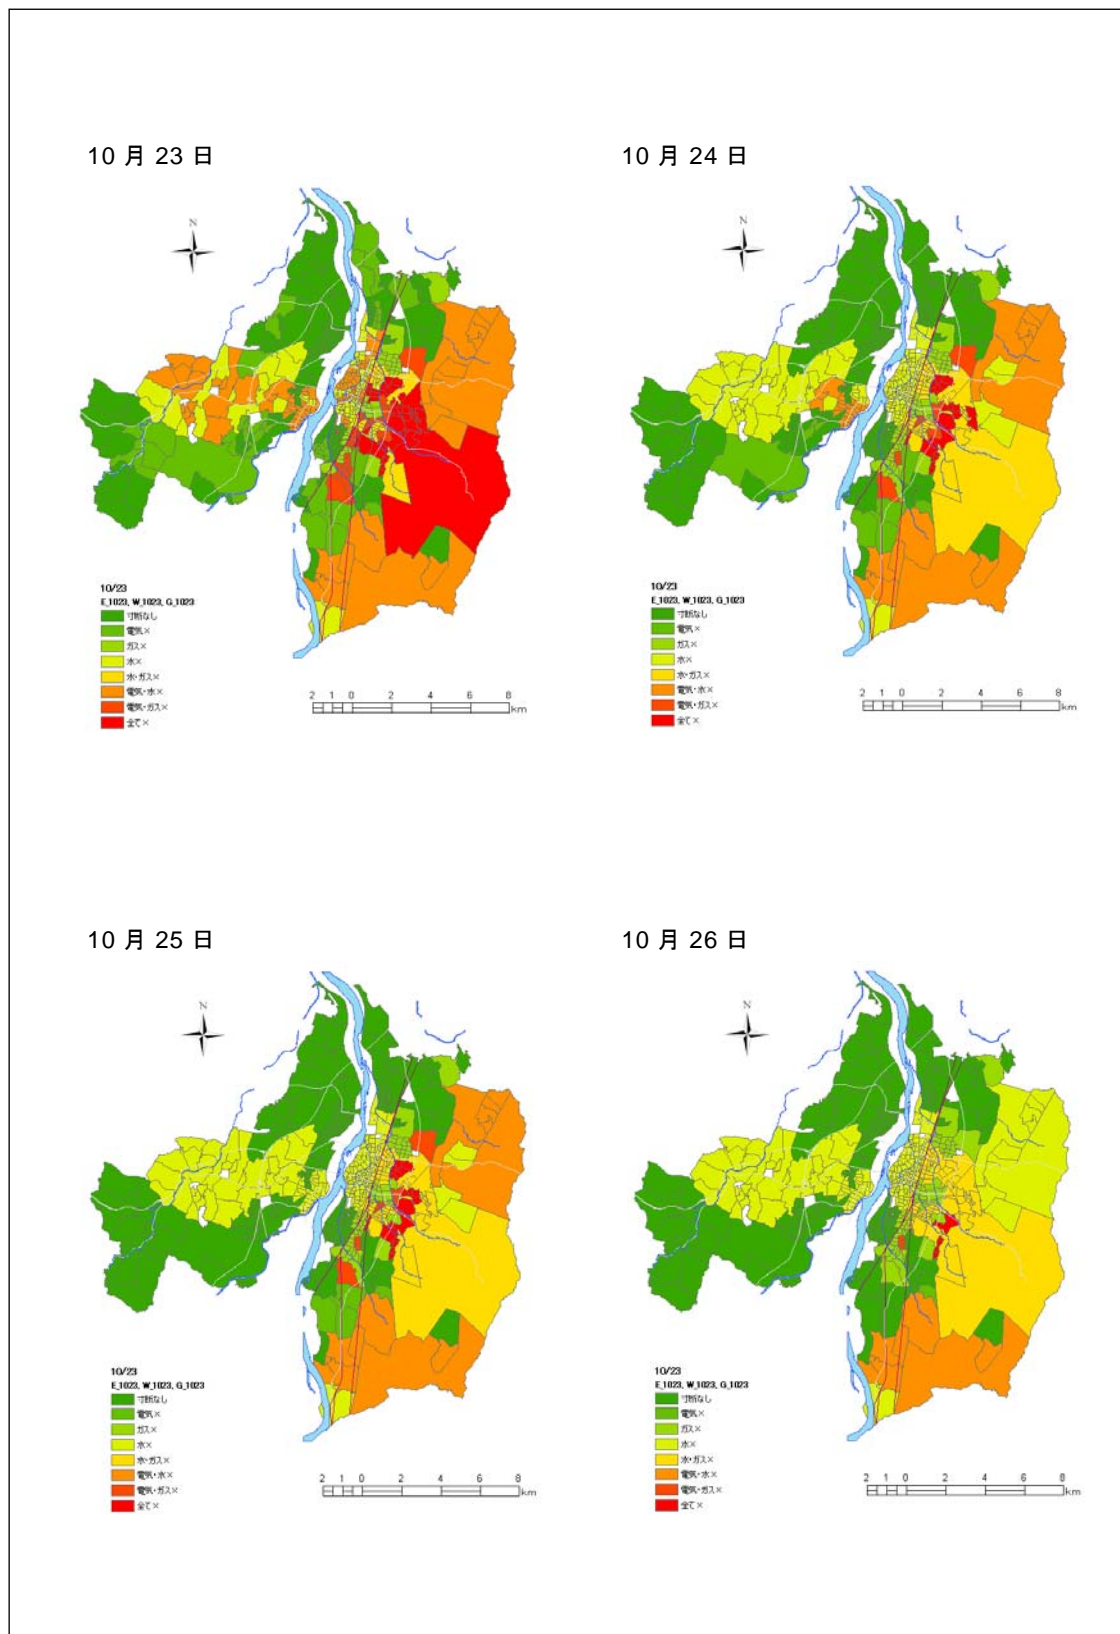 10 月 23 日
10 月 24 日
N
N
10/23
E_1023, W_1023, G_1023
寸断なし
電気×
ガス×
水×
水・ガス×
電気・水×
電気・ガス×
全て×
2 1 0 2 4 6 8
km
10/23
E_1023, W_1023, G_1023
寸断なし
電気×
ガス×
水×
水・ガス×
電気・水×
電気・ガス×
全て×
2 1 0 2 4 6 8
km
10 月 25 日
10 月 26 日
N
N
10/23
E_1023, W_1023, G_1023
寸断なし
電気×
ガス×
水×
水・ガス×
電気・水×
電気・ガス×
全て×
2 1 0 2 4 6 8
km
10/23
E_1023, W_1023, G_1023
寸断なし
電気×
ガス×
水×
水・ガス×
電気・水×
電気・ガス×
全て×
2 1 0 2 4 6 8
km